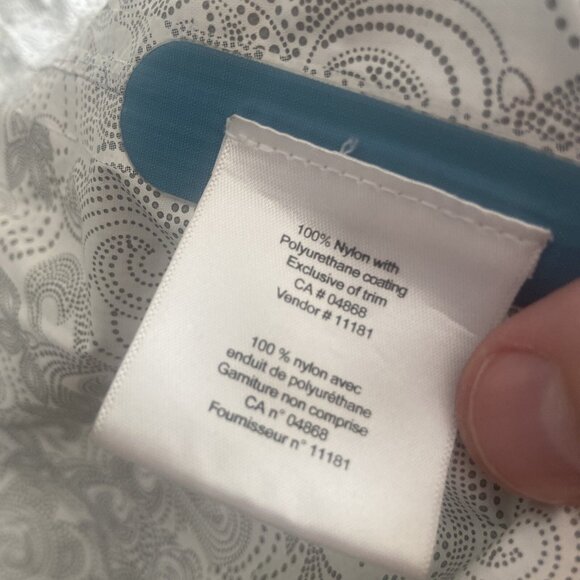 100% Nylon with
Polyurethane coating
Exclusive of trim
CA # 04868
Vendor # 11181
100 % nylon avec
enduit de polyuréthane
Garniture non comprise
CA n° 04868
Fournisseur n° 11181